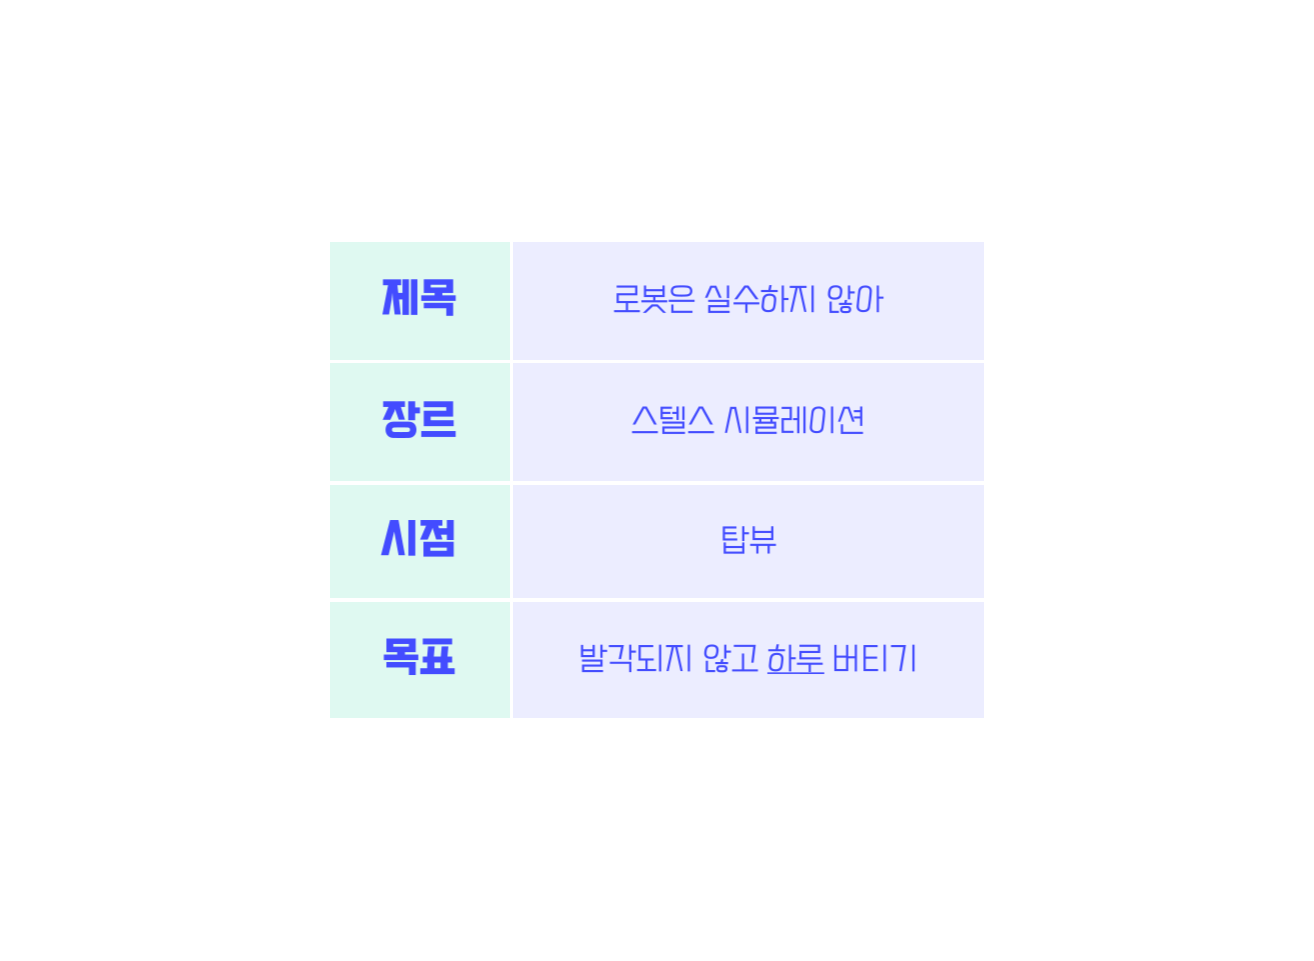 제목 로봇은 실수하지 않아
장르 스텔스 시뮬레이션
시점 탑뷰
목표 발각되지 않고 하루 버티기